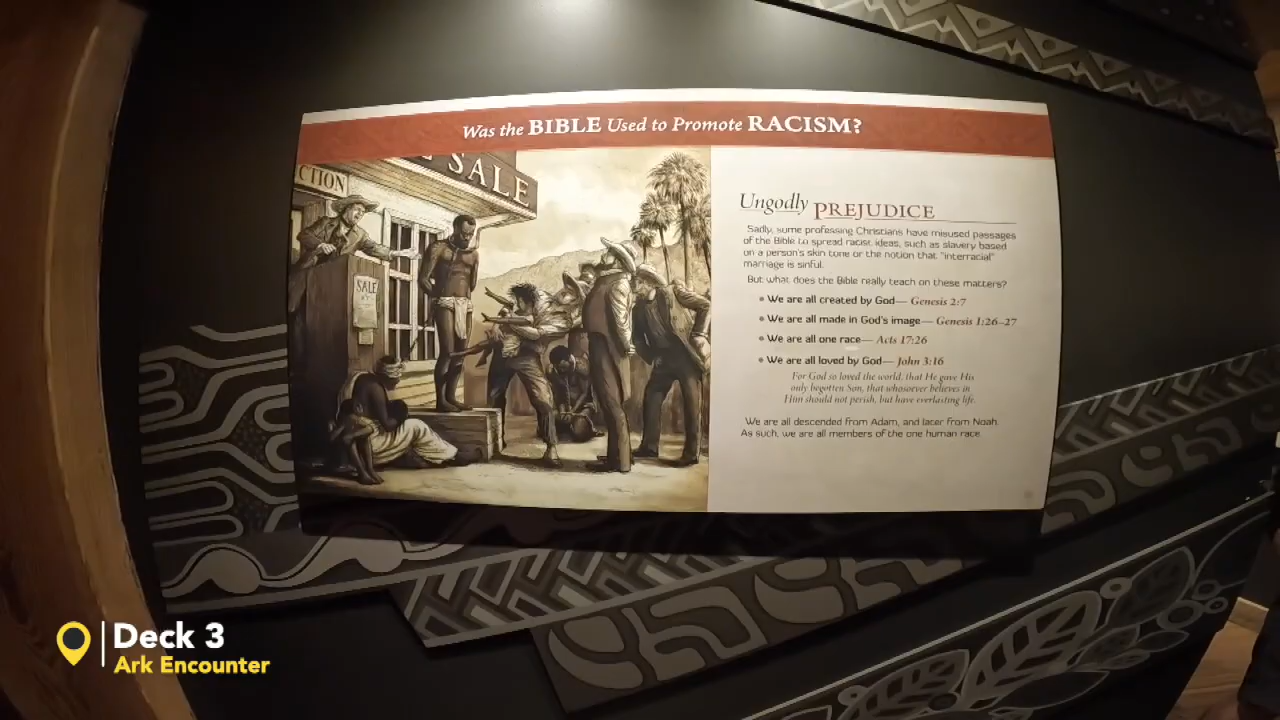 Was the BIBLE Used to Promote RACISM?
SALE
CTION
SALE!
Ungodly PREJUDICE
Sadly, some professing Christians have misused passages
of the Bible to spread racist ideas, such as slavery based
on a person's skin tone or the notion that "interracial"
marriage is sinful.
But what does the Bible really teach on these matters?
• We are all created by God— Genesis 2:7
• We are all made in God's image— Genesis 1:26–27
• We are all one race— Acts 17:26
• We are all loved by God— John 3:16
For God so loved the world, that He gave His
only begotten Son, that whosoever believes in
Him should not perish, but have everlasting life.
We are all descended from Adam, and later from Noah.
As such, we are all members of the one human race.
Deck 3
Ark Encounter